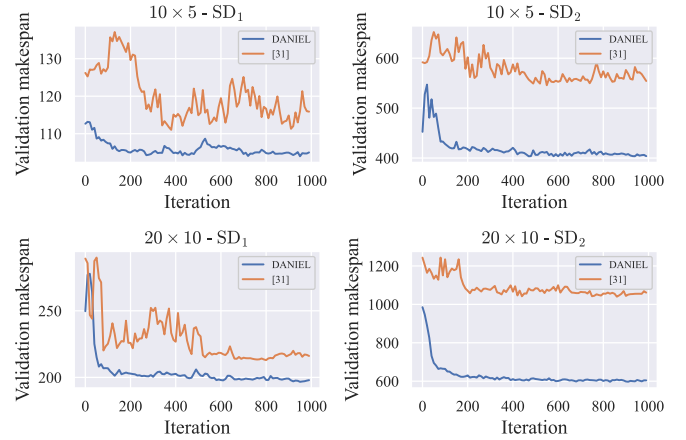 10 × 5 - SD₁
Validation makespan
130
120
110
DANIEL
[31]
0 200 400 600 800 1000
Iteration
10 × 5 - SD₂
Validation makespan
600
500
400
DANIEL
[31]
0 200 400 600 800 1000
Iteration
20 × 10 - SD₁
Validation makespan
250
200
DANIEL
[31]
0 200 400 600 800 1000
Iteration
20 × 10 - SD₂
Validation makespan
1200
1000
800
600
DANIEL
[31]
0 200 400 600 800 1000
Iteration